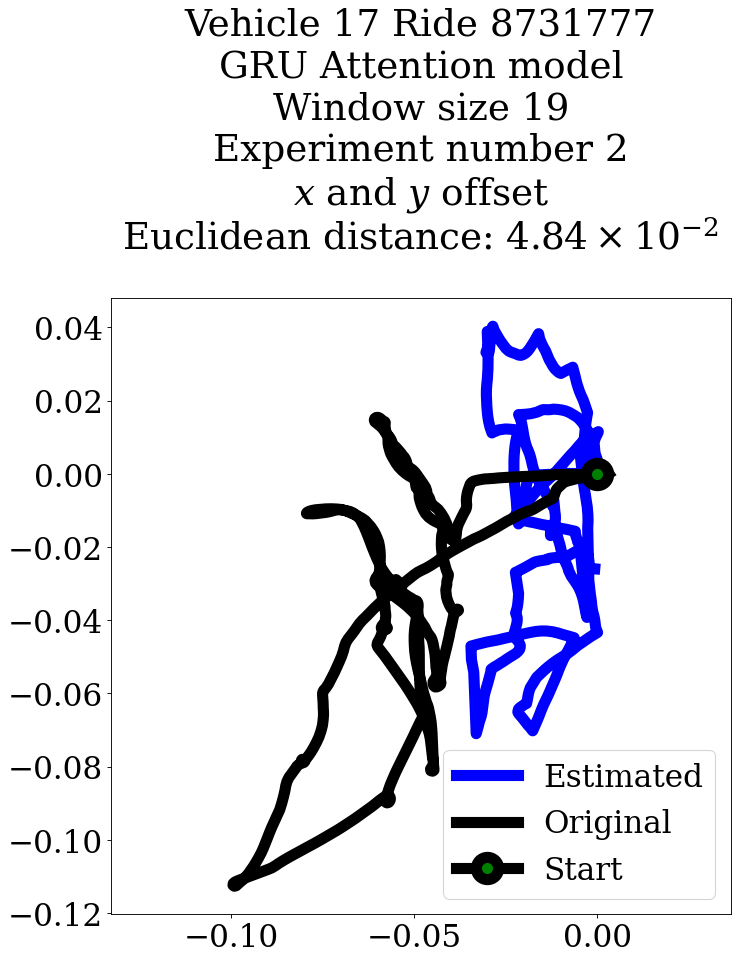 Vehicle 17 Ride 8731777
GRU Attention model
Window size 19
Experiment number 2
x and y offset
Euclidean distance: 4.84 × 10⁻²
0.04
0.02
0.00
−0.02
−0.04
−0.06
−0.08
−0.10
−0.12
Estimated
Original
Start
−0.10
−0.05
0.00